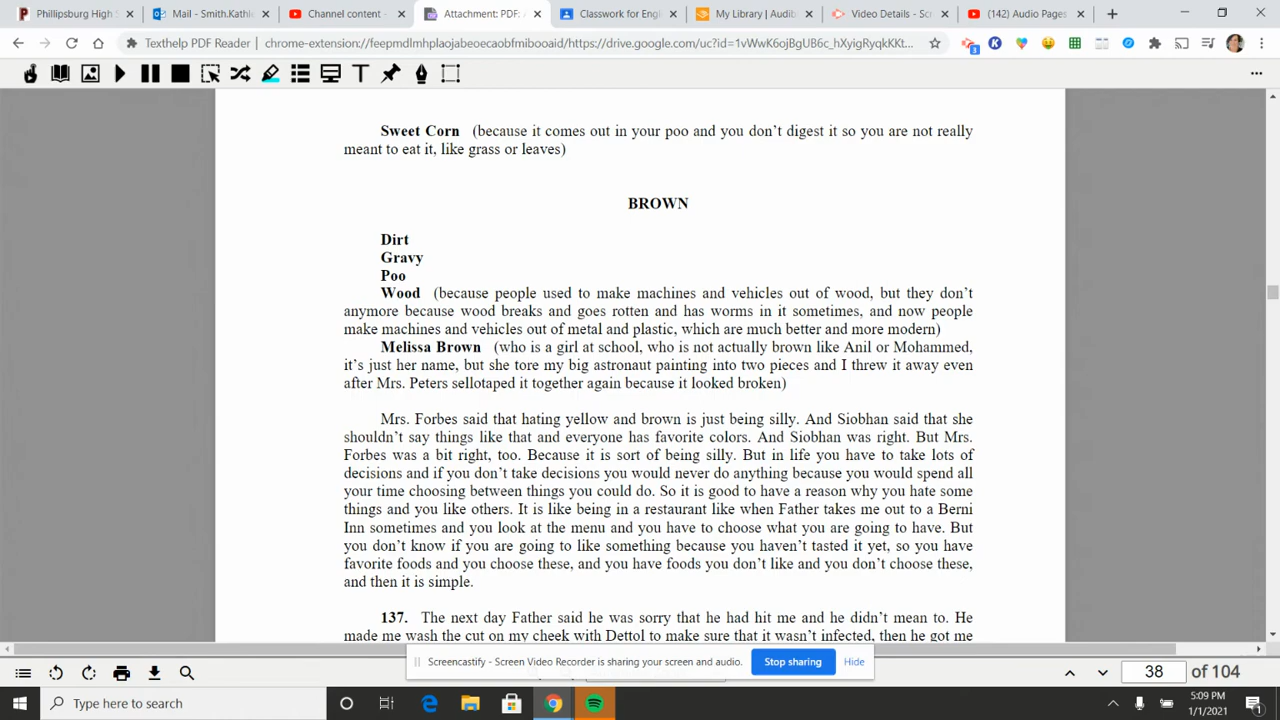 Phillipsburg High S
Mail - Smith.Kathle
Channel content -
Attachment: PDF:
Classwork for Engl
My Library | Audib
Video Details - Scr
(142) Audio Pages
Texthelp PDF Reader | chrome-extension://feepmdlmhplaojabeoecaobfmibooaid/https://drive.google.com/uc?id=1vWwK6ojBgUB6c_hXyigRyqkKKt...
Sweet Corn (because it comes out in your poo and you don't digest it so you are not really
meant to eat it, like grass or leaves)
BROWN
Dirt
Gravy
Poo
Wood (because people used to make machines and vehicles out of wood, but they don't
anymore because wood breaks and goes rotten and has worms in it sometimes, and now people
make machines and vehicles out of metal and plastic, which are much better and more modern)
Melissa Brown (who is a girl at school, who is not actually brown like Anil or Mohammed,
it's just her name, but she tore my big astronaut painting into two pieces and I threw it away even
after Mrs. Peters sellotaped it together again because it looked broken)
Mrs. Forbes said that hating yellow and brown is just being silly. And Siobhan said that she
shouldn't say things like that and everyone has favorite colors. And Siobhan was right. But Mrs.
Forbes was a bit right, too. Because it is sort of being silly. But in life you have to take lots of
decisions and if you don't take decisions you would never do anything because you would spend all
your time choosing between things you could do. So it is good to have a reason why you hate some
things and you like others. It is like being in a restaurant like when Father takes me out to a Berni
Inn sometimes and you look at the menu and you have to choose what you are going to have. But
you don't know if you are going to like something because you haven't tasted it yet, so you have
favorite foods and you choose these, and you have foods you don't like and you don't choose these,
and then it is simple.
137. The next day Father said he was sorry that he had hit me and he didn't mean to. He
made me wash the cut on my cheek with Dettol to make sure that it wasn't infected, then he got me
Screencastify - Screen Video Recorder is sharing your screen and audio.
Stop sharing
Hide
38 of 104
Type here to search
5:09 PM
1/1/2021